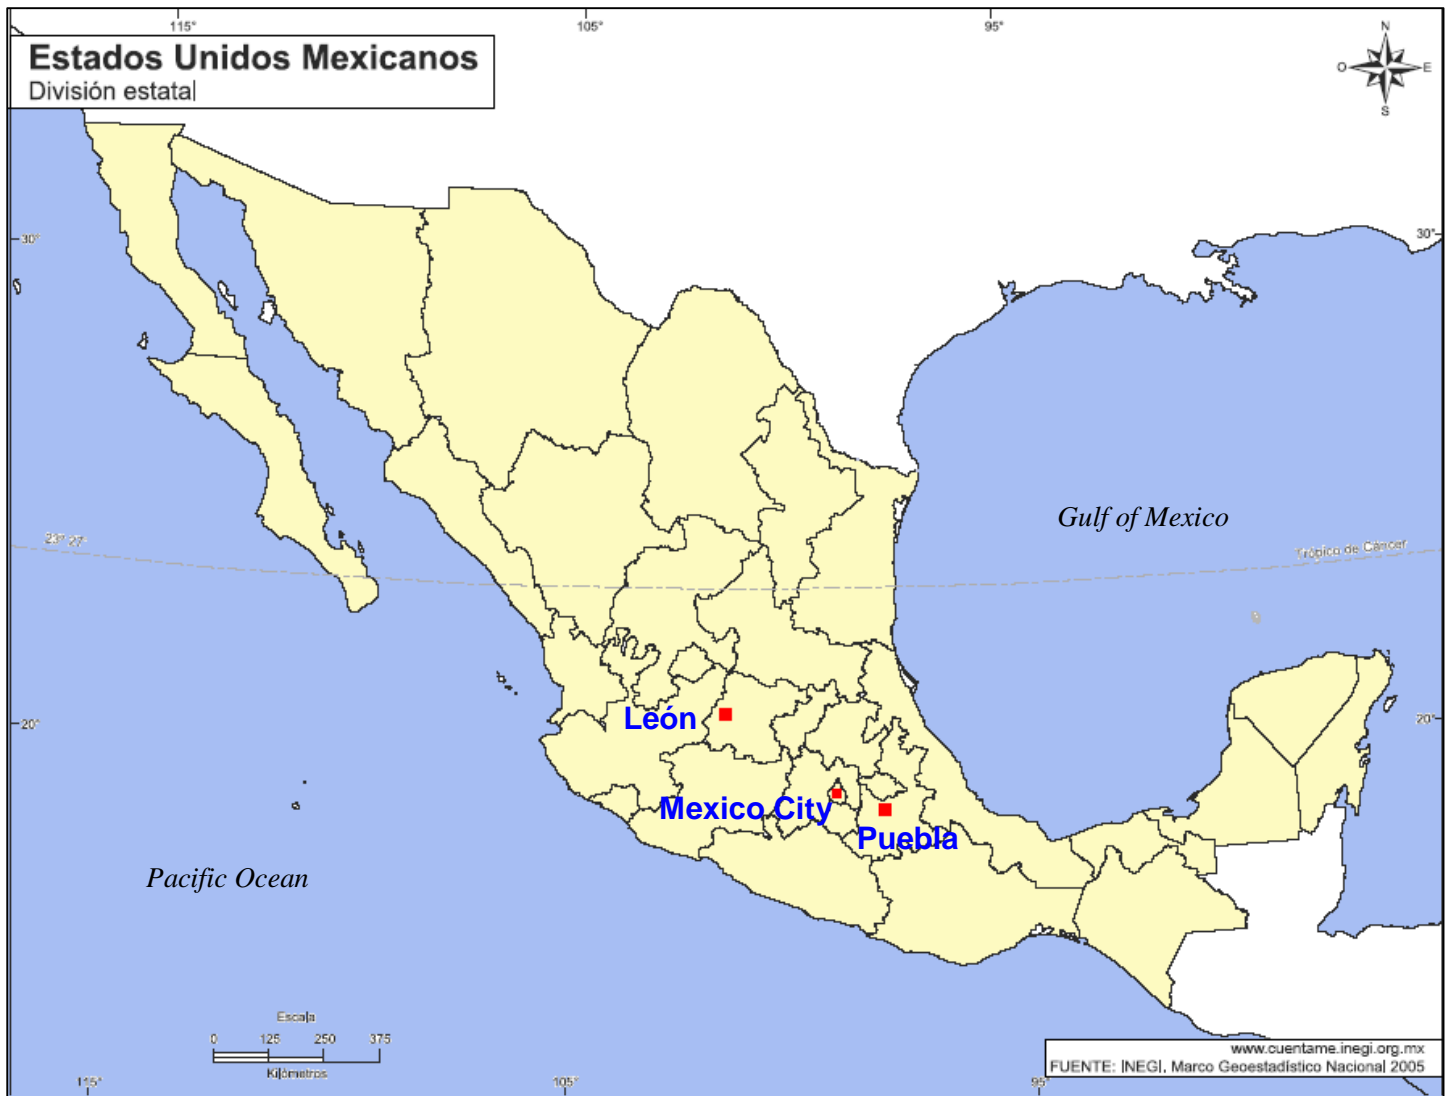 115°
105°
95°
Estados Unidos Mexicanos
División estatal
N
O
E
S
30°
30°
Gulf of Mexico
23° 27'
Trópico de Cáncer
León
20°
20°
Mexico City
Puebla
Pacific Ocean
Escala
0 125 250 375
Kilómetros
www.cuentame.inegi.org.mx
FUENTE: INEGI, Marco Geoestadístico Nacional 2005
115°
105°
95°